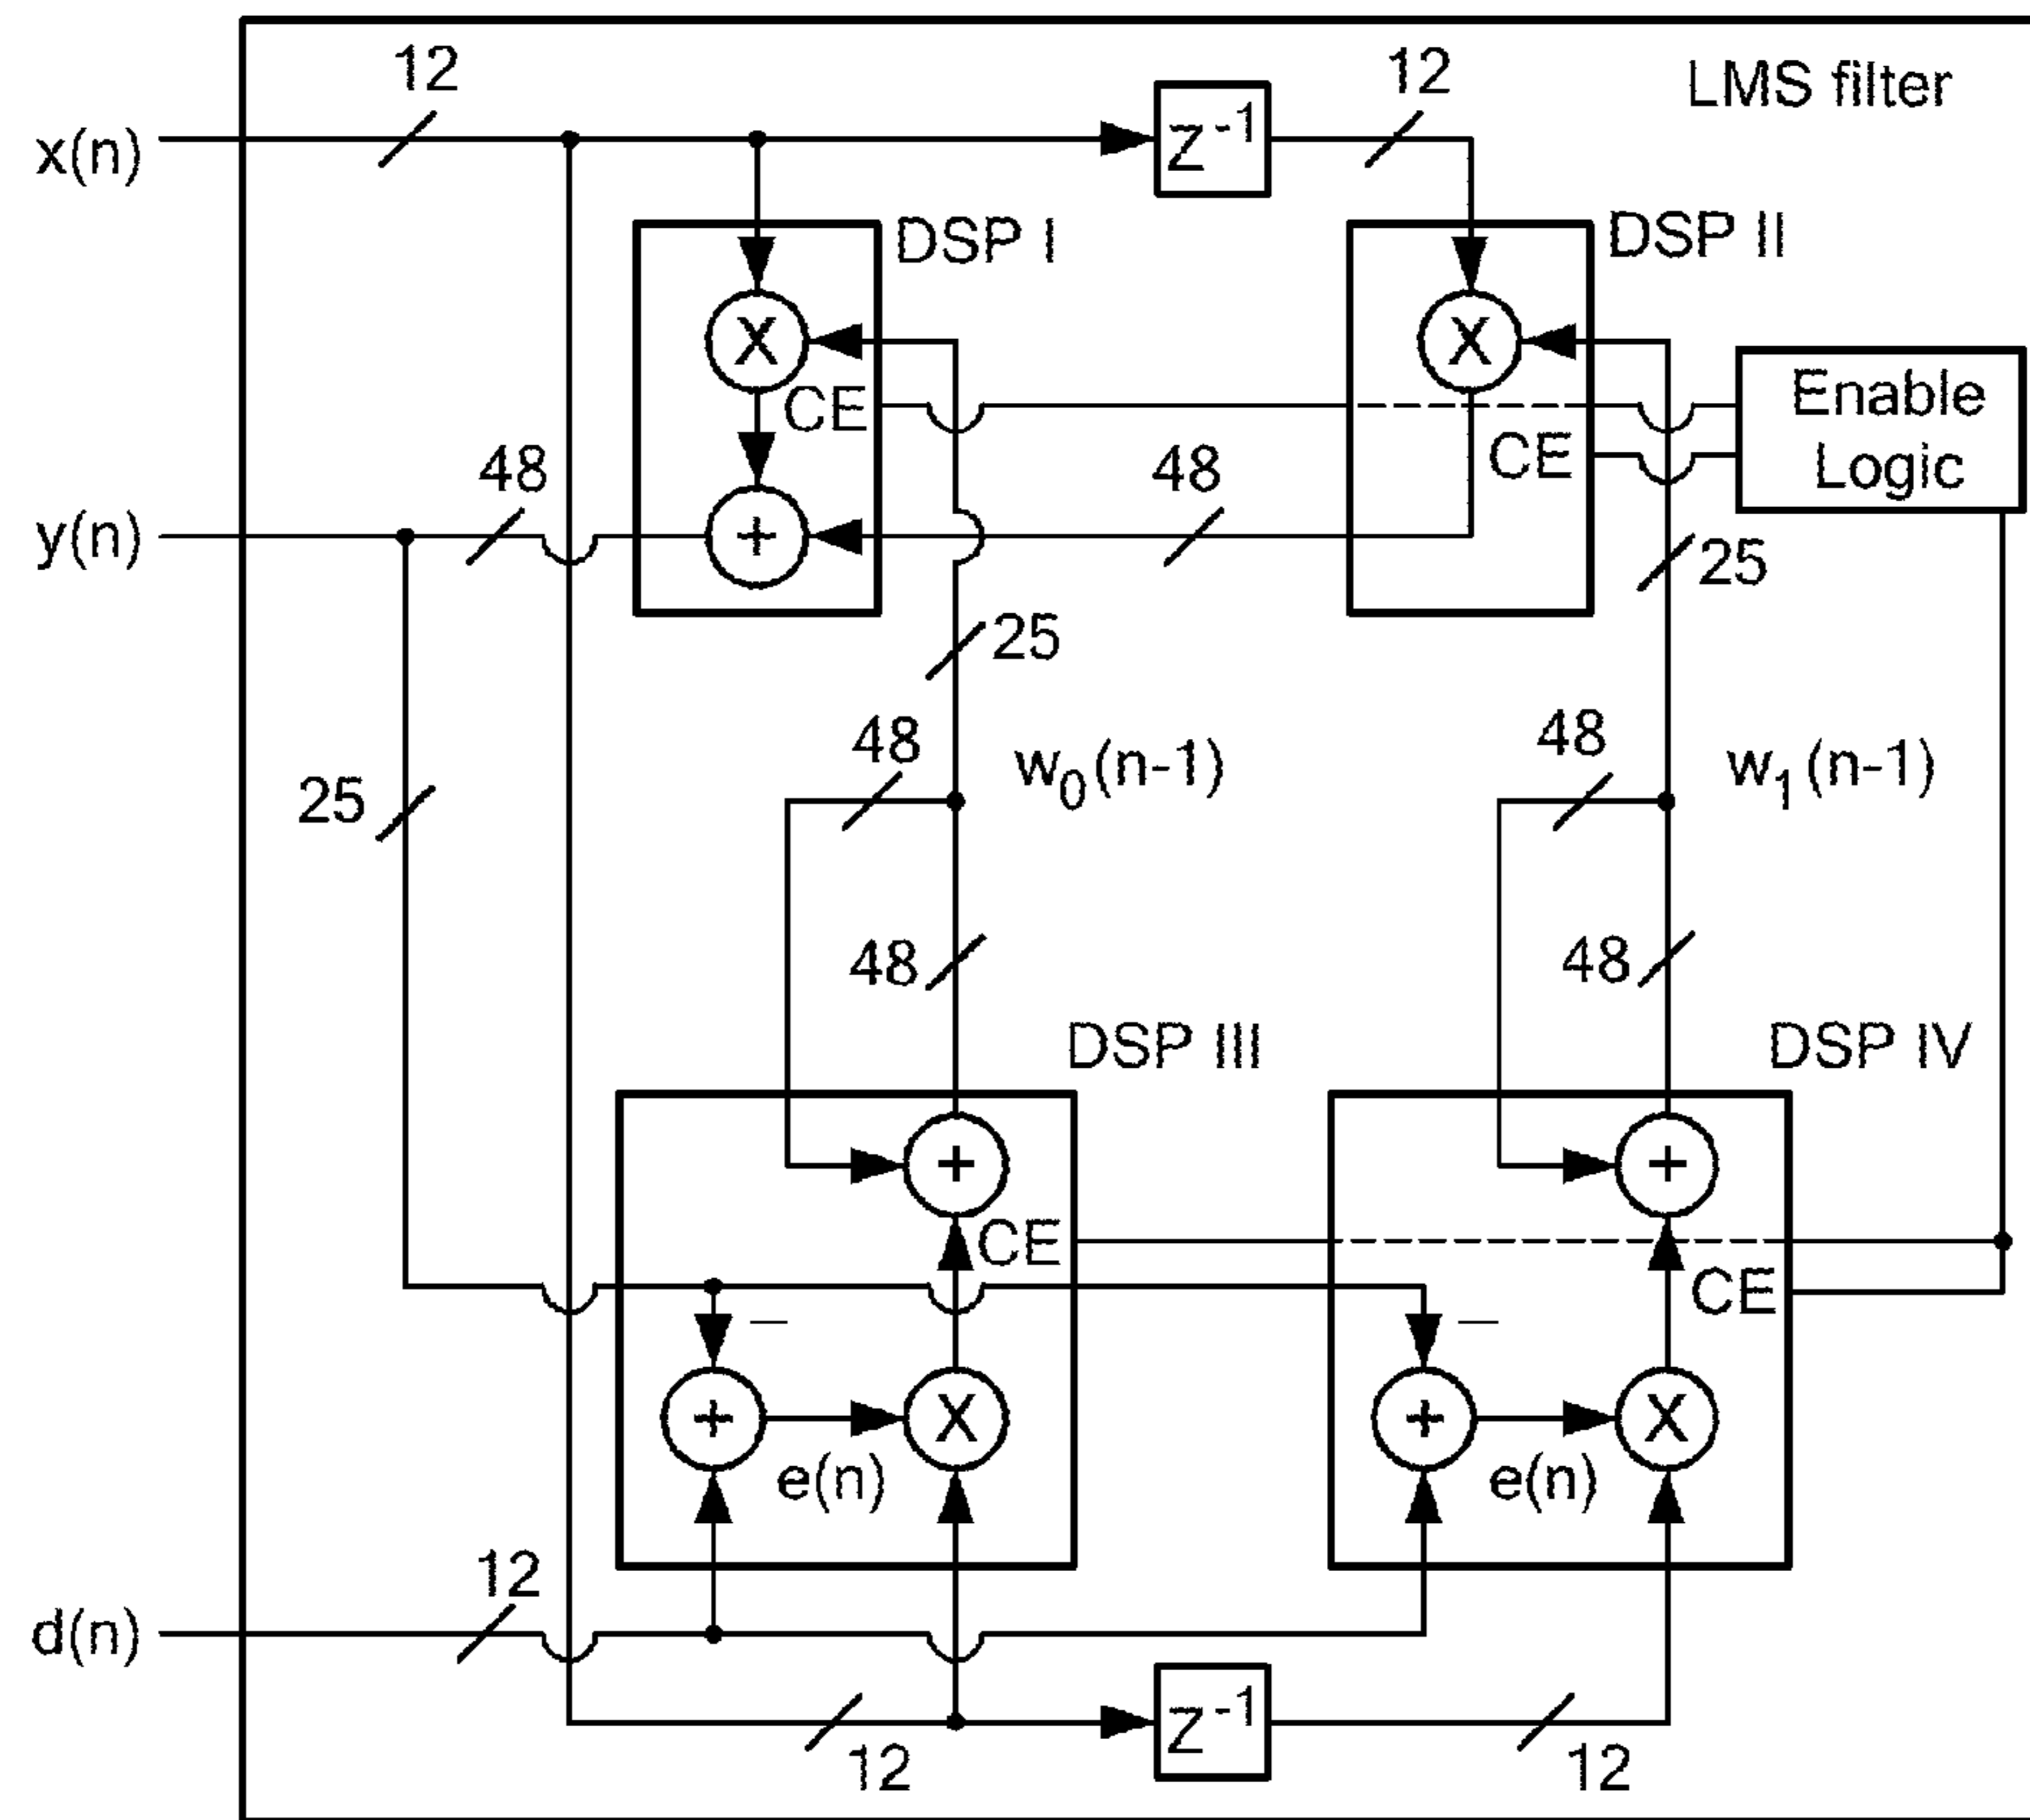 12
12
LMS filter
x(n)
Z⁻¹
DSP I
DSP II
X
X
CE
Enable
Logic
48
48
CE
y(n)
+
25
25
48
w₀(n-1)
48
w₁(n-1)
25
48
48
DSP III
DSP IV
+
+
CE
CE
−
−
+
X
+
X
e(n)
e(n)
12
d(n)
Z⁻¹
12
12